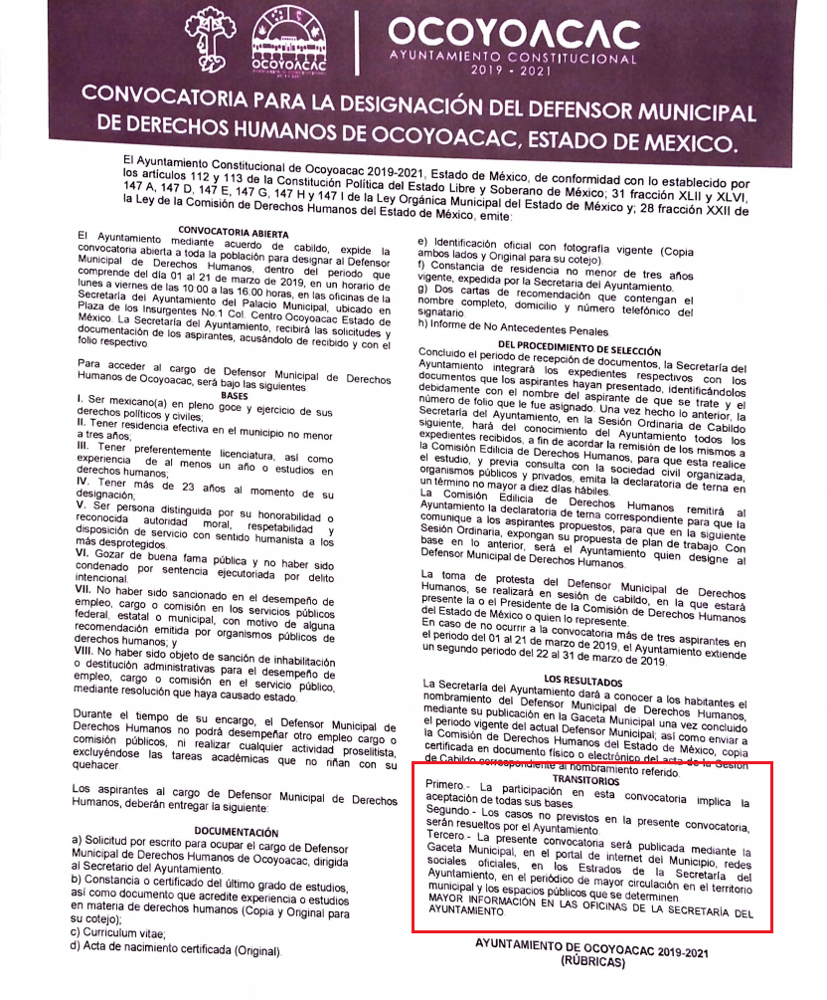 OCOYOACAC
OCOYOACAC
AYUNTAMIENTO CONSTITUCIONAL
2019 - 2021
CONVOCATORIA PARA LA DESIGNACIÓN DEL DEFENSOR MUNICIPAL
DE DERECHOS HUMANOS DE OCOYOACAC, ESTADO DE MEXICO.
El Ayuntamiento Constitucional de Ocoyoacac 2019-2021, Estado de México, de conformidad con lo establecido por
los artículos 112 y 113 de la Constitución Política del Estado Libre y Soberano de México; 31 fracción XLII y XLVI,
147 A, 147 D, 147 E, 147 G, 147 H y 147 I de la Ley Orgánica Municipal del Estado de México y; 28 fracción XXII de
la Ley de la Comisión de Derechos Humanos del Estado de México, emite:
CONVOCATORIA ABIERTA
El Ayuntamiento mediante acuerdo de cabildo, expide la
convocatoria abierta a toda la población para designar al Defensor
Municipal de Derechos Humanos, dentro del periodo que
comprende del día 01 al 21 de marzo de 2019, en un horario de
lunes a viernes de las 10:00 a las 16:00 horas, en las oficinas de la
Secretaría del Ayuntamiento del Palacio Municipal, ubicado en
Plaza de los Insurgentes No.1 Col. Centro Ocoyoacac Estado de
México. La Secretaría del Ayuntamiento, recibirá las solicitudes y
documentación de los aspirantes, acusándolo de recibido y con el
folio respectivo.
Para acceder al cargo de Defensor Municipal de Derechos
Humanos de Ocoyoacac, será bajo las siguientes
BASES
I. Ser mexicano(a) en pleno goce y ejercicio de sus
derechos políticos y civiles;
II. Tener residencia efectiva en el municipio no menor
a tres años;
III. Tener preferentemente licenciatura, así como
experiencia de al menos un año o estudios en
derechos humanos;
IV. Tener más de 23 años al momento de su
designación;
V. Ser persona distinguida por su honorabilidad o
reconocida autoridad moral, respetabilidad y
disposición de servicio con sentido humanista a los
más desprotegidos.
VI. Gozar de buena fama pública y no haber sido
condenado por sentencia ejecutoriada por delito
intencional.
VII. No haber sido sancionado en el desempeño de
empleo, cargo o comisión en los servicios públicos
federal, estatal o municipal, con motivo de alguna
recomendación emitida por organismos públicos de
derechos humanos; y
VIII. No haber sido objeto de sanción de inhabilitación
o destitución administrativas para el desempeño de
empleo, cargo o comisión en el servicio público,
mediante resolución que haya causado estado.
Durante el tiempo de su encargo, el Defensor Municipal de
Derechos Humanos no podrá desempeñar otro empleo cargo o
comisión públicos, ni realizar cualquier actividad proselitista,
excluyéndose las tareas académicas que no riñan con su
quehacer.
Los aspirantes al cargo de Defensor Municipal de Derechos
Humanos, deberán entregar la siguiente:
DOCUMENTACIÓN
a) Solicitud por escrito para ocupar el cargo de Defensor
Municipal de Derechos Humanos de Ocoyoacac, dirigida
al Secretario del Ayuntamiento.
b) Constancia o certificado del último grado de estudios,
así como documento que acredite experiencia o estudios
en materia de derechos humanos (Copia y Original para
su cotejo);
c) Curriculum vitae;
d) Acta de nacimiento certificada (Original).
e) Identificación oficial con fotografía vigente (Copia
ambos lados y Original para su cotejo).
f) Constancia de residencia no menor de tres años
vigente, expedida por la Secretaria del Ayuntamiento.
g) Dos cartas de recomendación que contengan el
nombre completo, domicilio y número telefónico del
signatario.
h) Informe de No Antecedentes Penales
DEL PROCEDIMIENTO DE SELECCIÓN
Concluido el periodo de recepción de documentos, la Secretaría del
Ayuntamiento integrará los expedientes respectivos con los
documentos que los aspirantes hayan presentado, identificándolos
debidamente con el nombre del aspirante de que se trate y el
número de folio que le fue asignado. Una vez hecho lo anterior, la
Secretaría del Ayuntamiento, en la Sesión Ordinaria de Cabildo
siguiente, hará del conocimiento del Ayuntamiento todos los
expedientes recibidos, a fin de acordar la remisión de los mismos a
la Comisión Edilicia de Derechos Humanos, para que esta realice
el estudio, y previa consulta con la sociedad civil organizada,
organismos públicos y privados, emita la declaratoria de terna en
un término no mayor a diez días hábiles.
La Comisión Edilicia de Derechos Humanos remitirá al
Ayuntamiento la declaratoria de terna correspondiente para que la
comunique a los aspirantes propuestos, para que en la siguiente
Sesión Ordinaria, expongan su propuesta de plan de trabajo. Con
base en lo anterior, será el Ayuntamiento quien designe al
Defensor Municipal de Derechos Humanos.
La toma de protesta del Defensor Municipal de Derechos
Humanos, se realizará en sesión de cabildo, en la que estará
presente la o el Presidente de la Comisión de Derechos Humanos
del Estado de México o quien lo represente.
En caso de no ocurrir a la convocatoria más de tres aspirantes en
el periodo del 01 al 21 de marzo de 2019, el Ayuntamiento extiende
un segundo periodo del 22 al 31 de marzo de 2019.
LOS RESULTADOS
La Secretaría del Ayuntamiento dará a conocer a los habitantes el
nombramiento del Defensor Municipal de Derechos Humanos,
mediante su publicación en la Gaceta Municipal una vez concluido
el periodo vigente del actual Defensor Municipal; así como enviar a
la Comisión de Derechos Humanos del Estado de México, copia
certificada en documento físico o electrónico del acta de la Sesión
de Cabildo correspondiente al nombramiento referido.
TRANSITORIOS
Primero.- La participación en esta convocatoria implica la
aceptación de todas sus bases.
Segundo.- Los casos no previstos en la presente convocatoria,
serán resueltos por el Ayuntamiento.
Tercero.- La presente convocatoria será publicada mediante la
Gaceta Municipal, en el portal de internet del Municipio, redes
sociales oficiales, en los Estrados de la Secretaría del
Ayuntamiento, en el periódico de mayor circulación en el territorio
municipal y los espacios públicos que se determinen.
MAYOR INFORMACIÓN EN LAS OFICINAS DE LA SECRETARÍA DEL
AYUNTAMIENTO.
AYUNTAMIENTO DE OCOYOACAC 2019-2021
(RÚBRICAS)